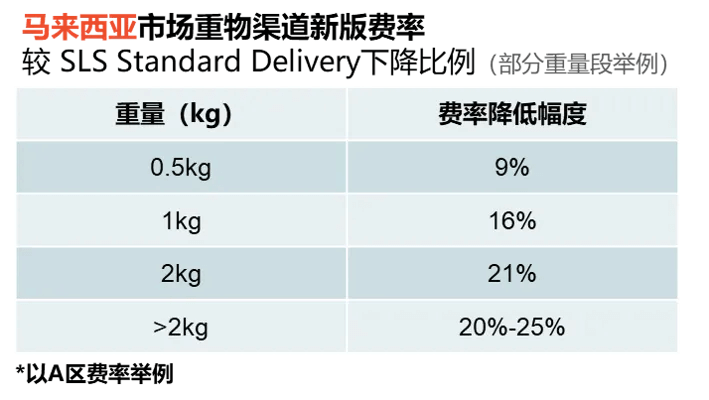 马来西亚市场重物渠道新版费率
较 SLS Standard Delivery下降比例（部分重量段举例）
重量（kg） 费率降低幅度
0.5kg 9%
1kg 16%
2kg 21%
>2kg 20%-25%
*以A区费率举例